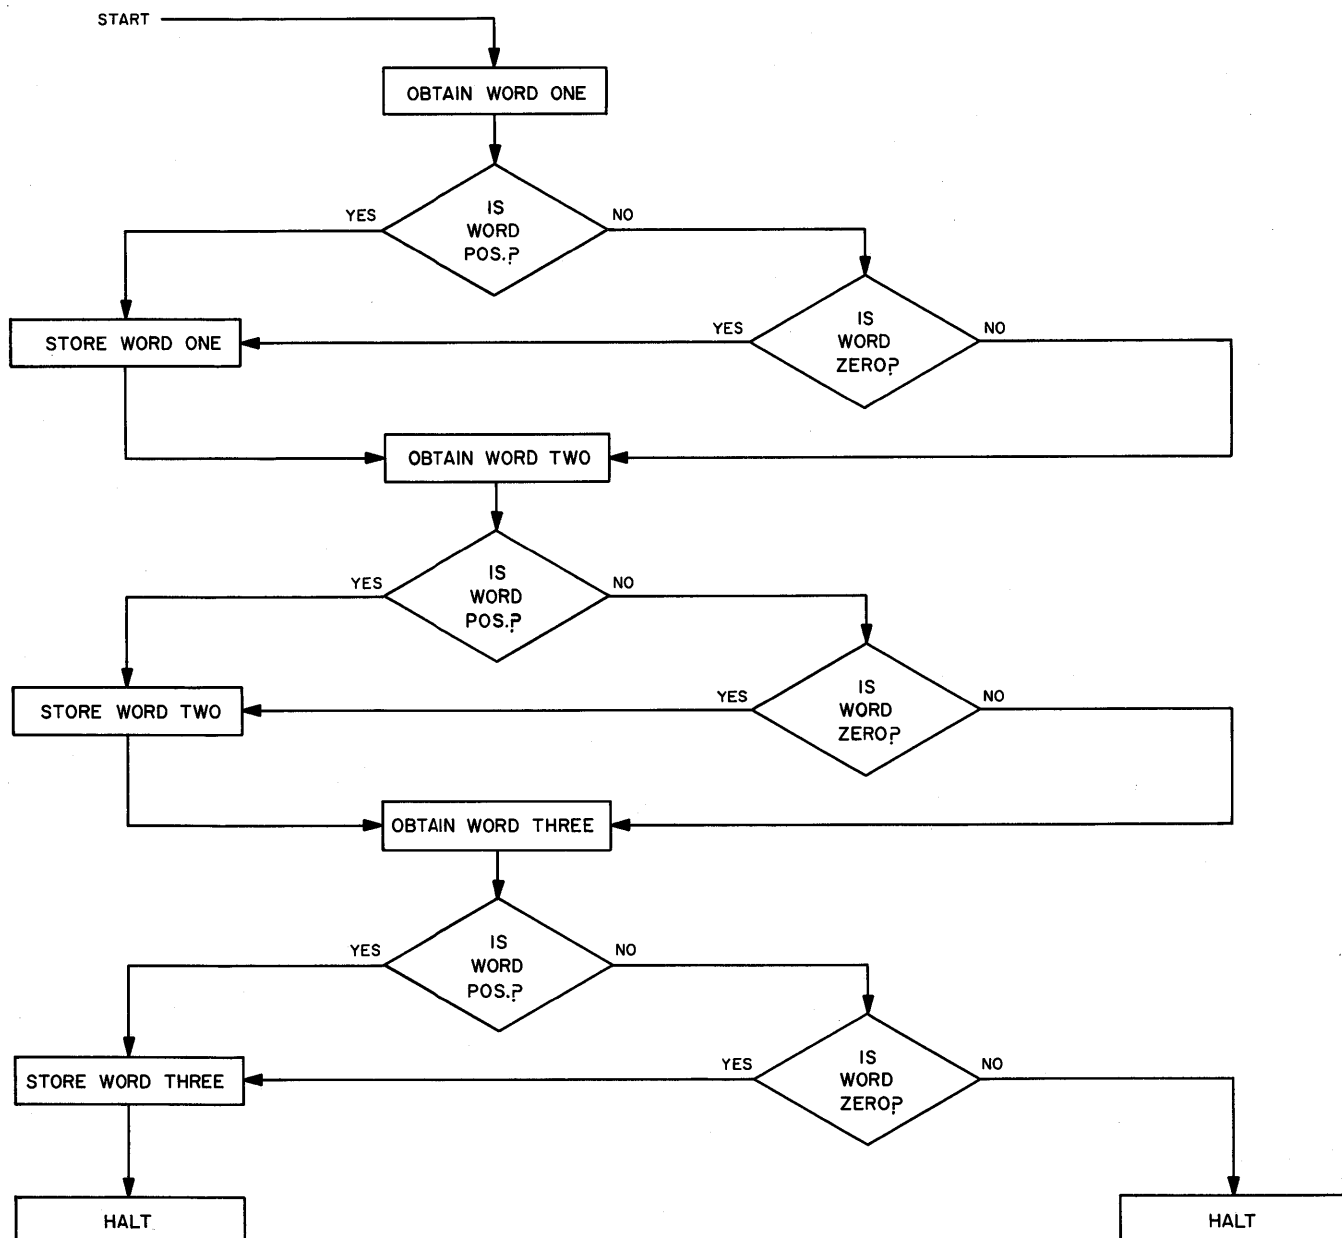 START
OBTAIN WORD ONE
YES
IS
WORD
POS.?
NO
STORE WORD ONE
YES
IS
WORD
ZERO?
NO
OBTAIN WORD TWO
YES
IS
WORD
POS.?
NO
STORE WORD TWO
YES
IS
WORD
ZERO?
NO
OBTAIN WORD THREE
YES
IS
WORD
POS.?
NO
STORE WORD THREE
YES
IS
WORD
ZERO?
NO
HALT
HALT